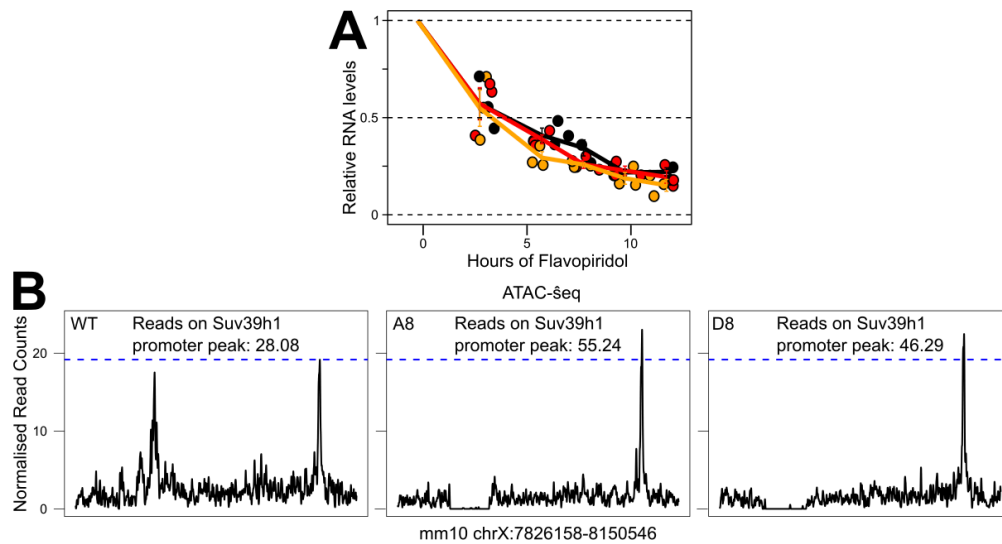 A
Relative RNA levels
1
0.5
0
0
5
10
Hours of Flavopiridol
B
ATAC-ŝeq
Normalised Read Counts
20
10
0
WT
Reads on Suv39h1
promoter peak: 28.08
A8
Reads on Suv39h1
promoter peak: 55.24
D8
Reads on Suv39h1
promoter peak: 46.29
mm10 chrX:7826158-8150546